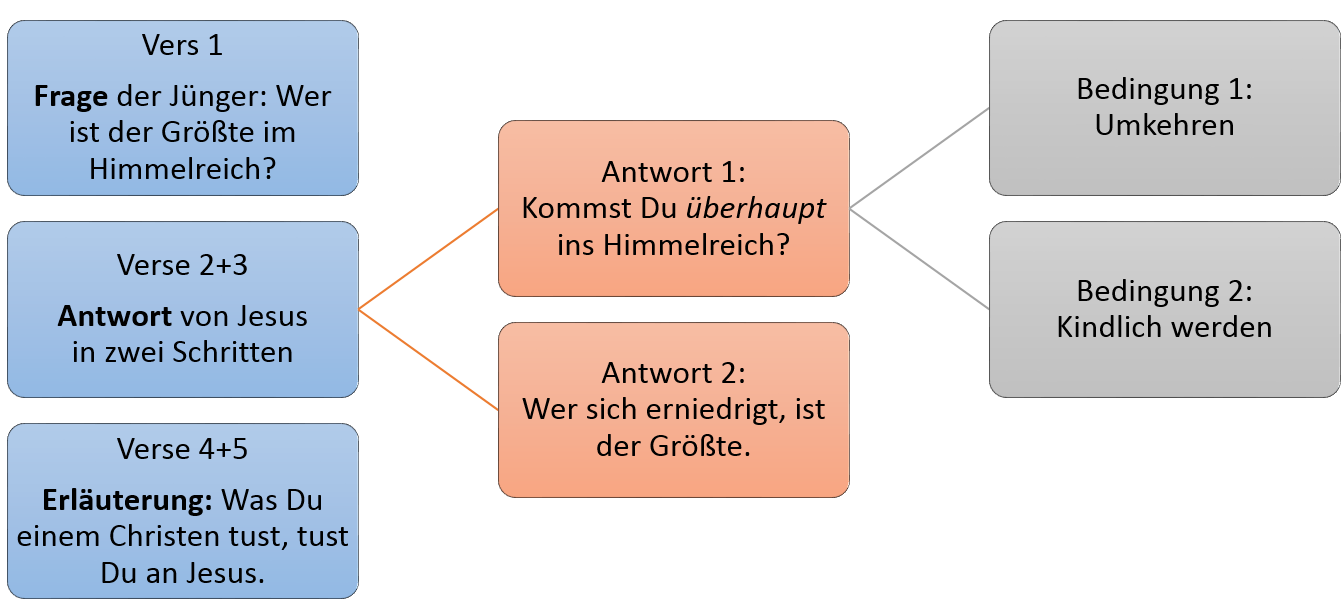 Vers 1
Frage der Jünger: Wer
ist der Größte im
Himmelreich?
Verse 2+3
Antwort von Jesus
in zwei Schritten
Verse 4+5
Erläuterung: Was Du
einem Christen tust, tust
Du an Jesus.
Antwort 1:
Kommst Du überhaupt
ins Himmelreich?
Antwort 2:
Wer sich erniedrigt, ist
der Größte.
Bedingung 1:
Umkehren
Bedingung 2:
Kindlich werden